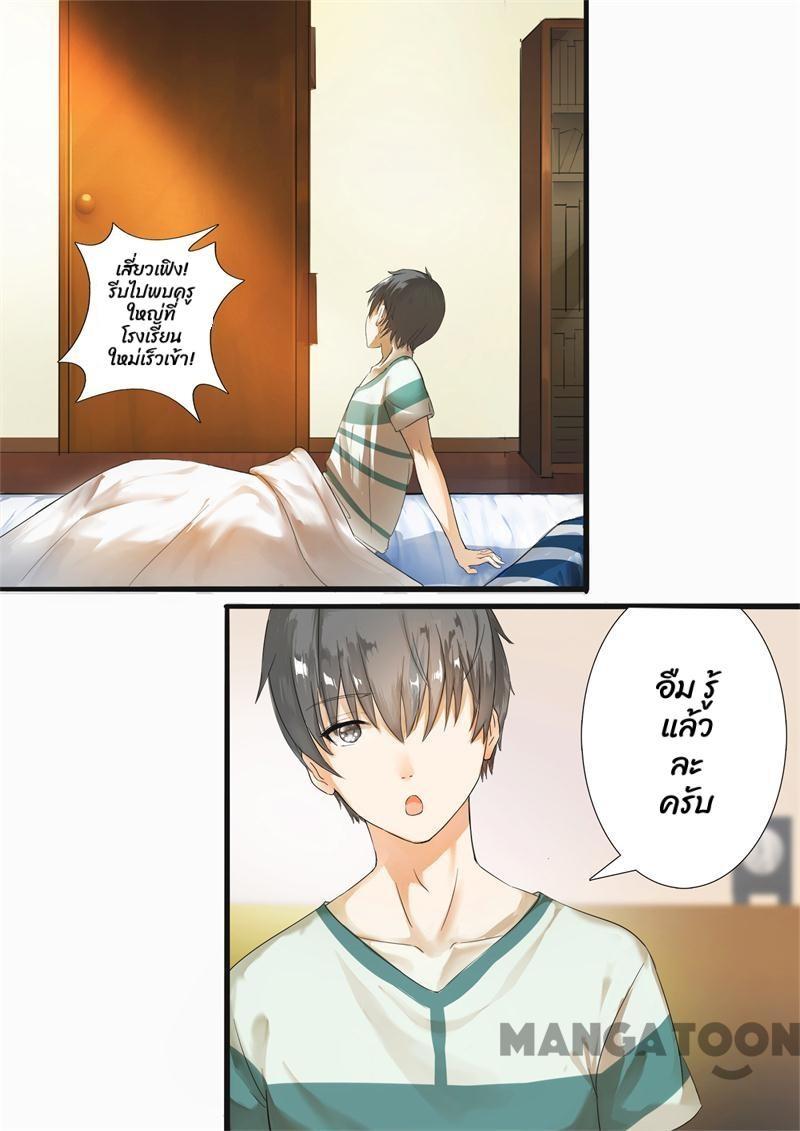 เสี่ยวเฟิง!
รีบไปพบครู
ใหญ่ที่
โรงเรียน
ใหม่เร็วเข้า!
อืม รู้
แล้ว
ละ
ครับ
MANGATOON